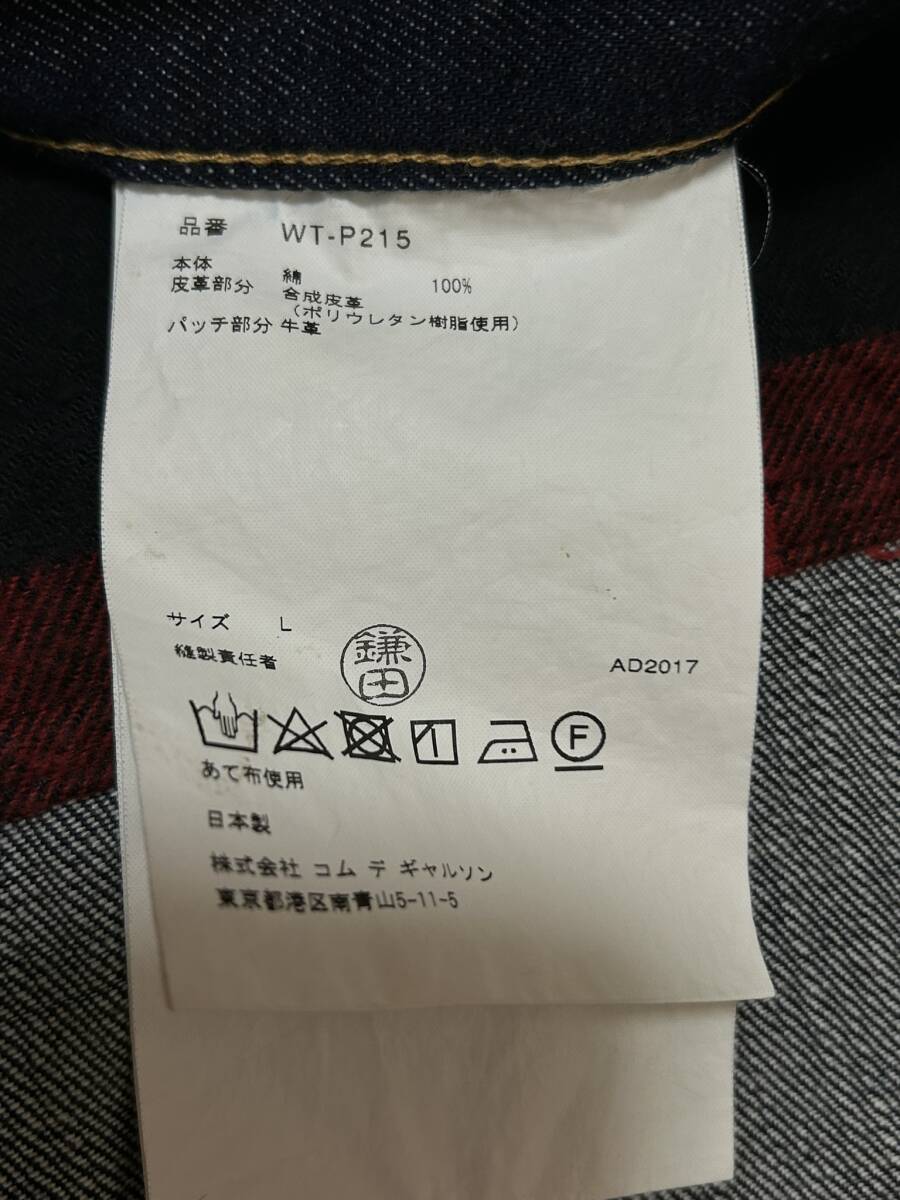 品番 WT-P215
本体 綿 100%
皮革部分 合成皮革
(ポリウレタン樹脂使用)
パッチ部分 牛革
サイズ L
縫製責任者 鎌田 AD2017
F
あて布使用
日本製
株式会社 コム デ ギャルソン
東京都港区南青山5-11-5